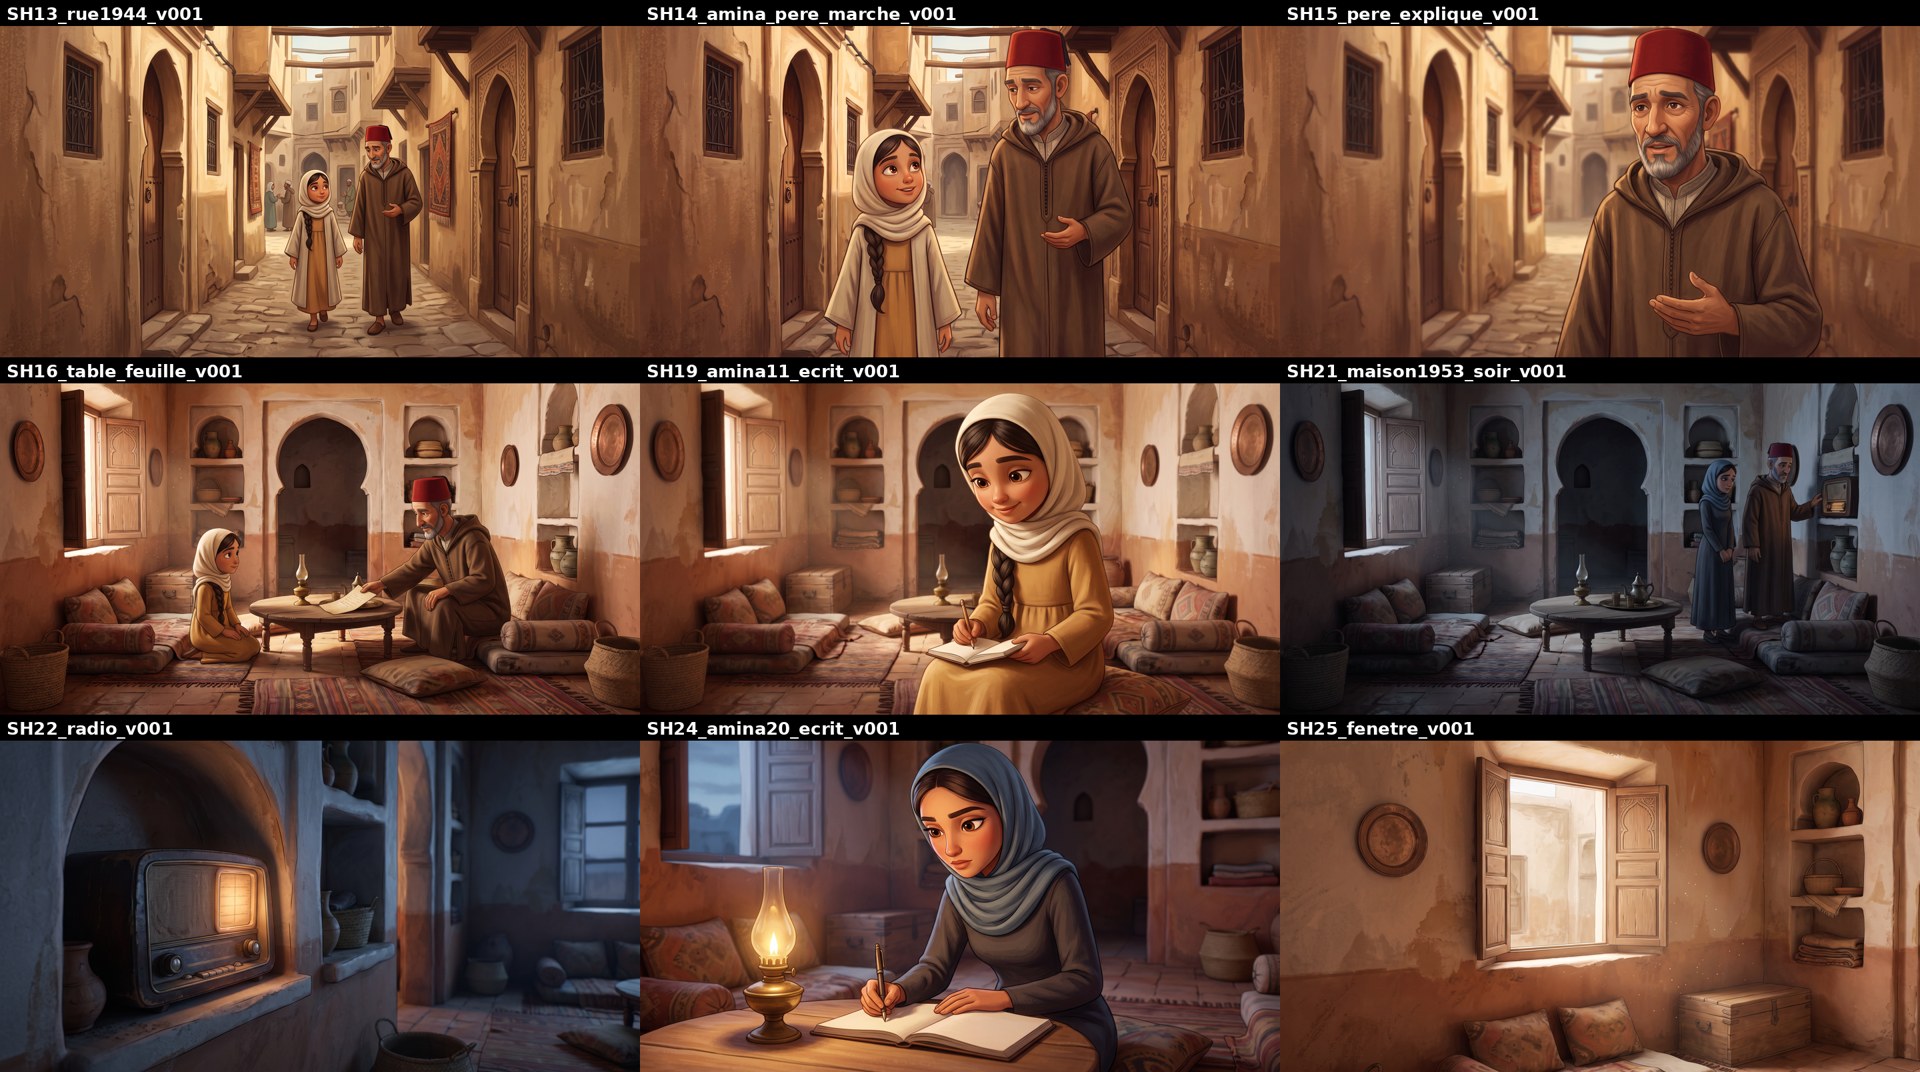 SH13_rue1944_v001
SH14_amina_pere_marche_v001
SH15_pere_explique_v001
SH16_table_feuille_v001
SH19_amina11_ecrit_v001
SH21_maison1953_soir_v001
SH22_radio_v001
SH24_amina20_ecrit_v001
SH25_fenetre_v001